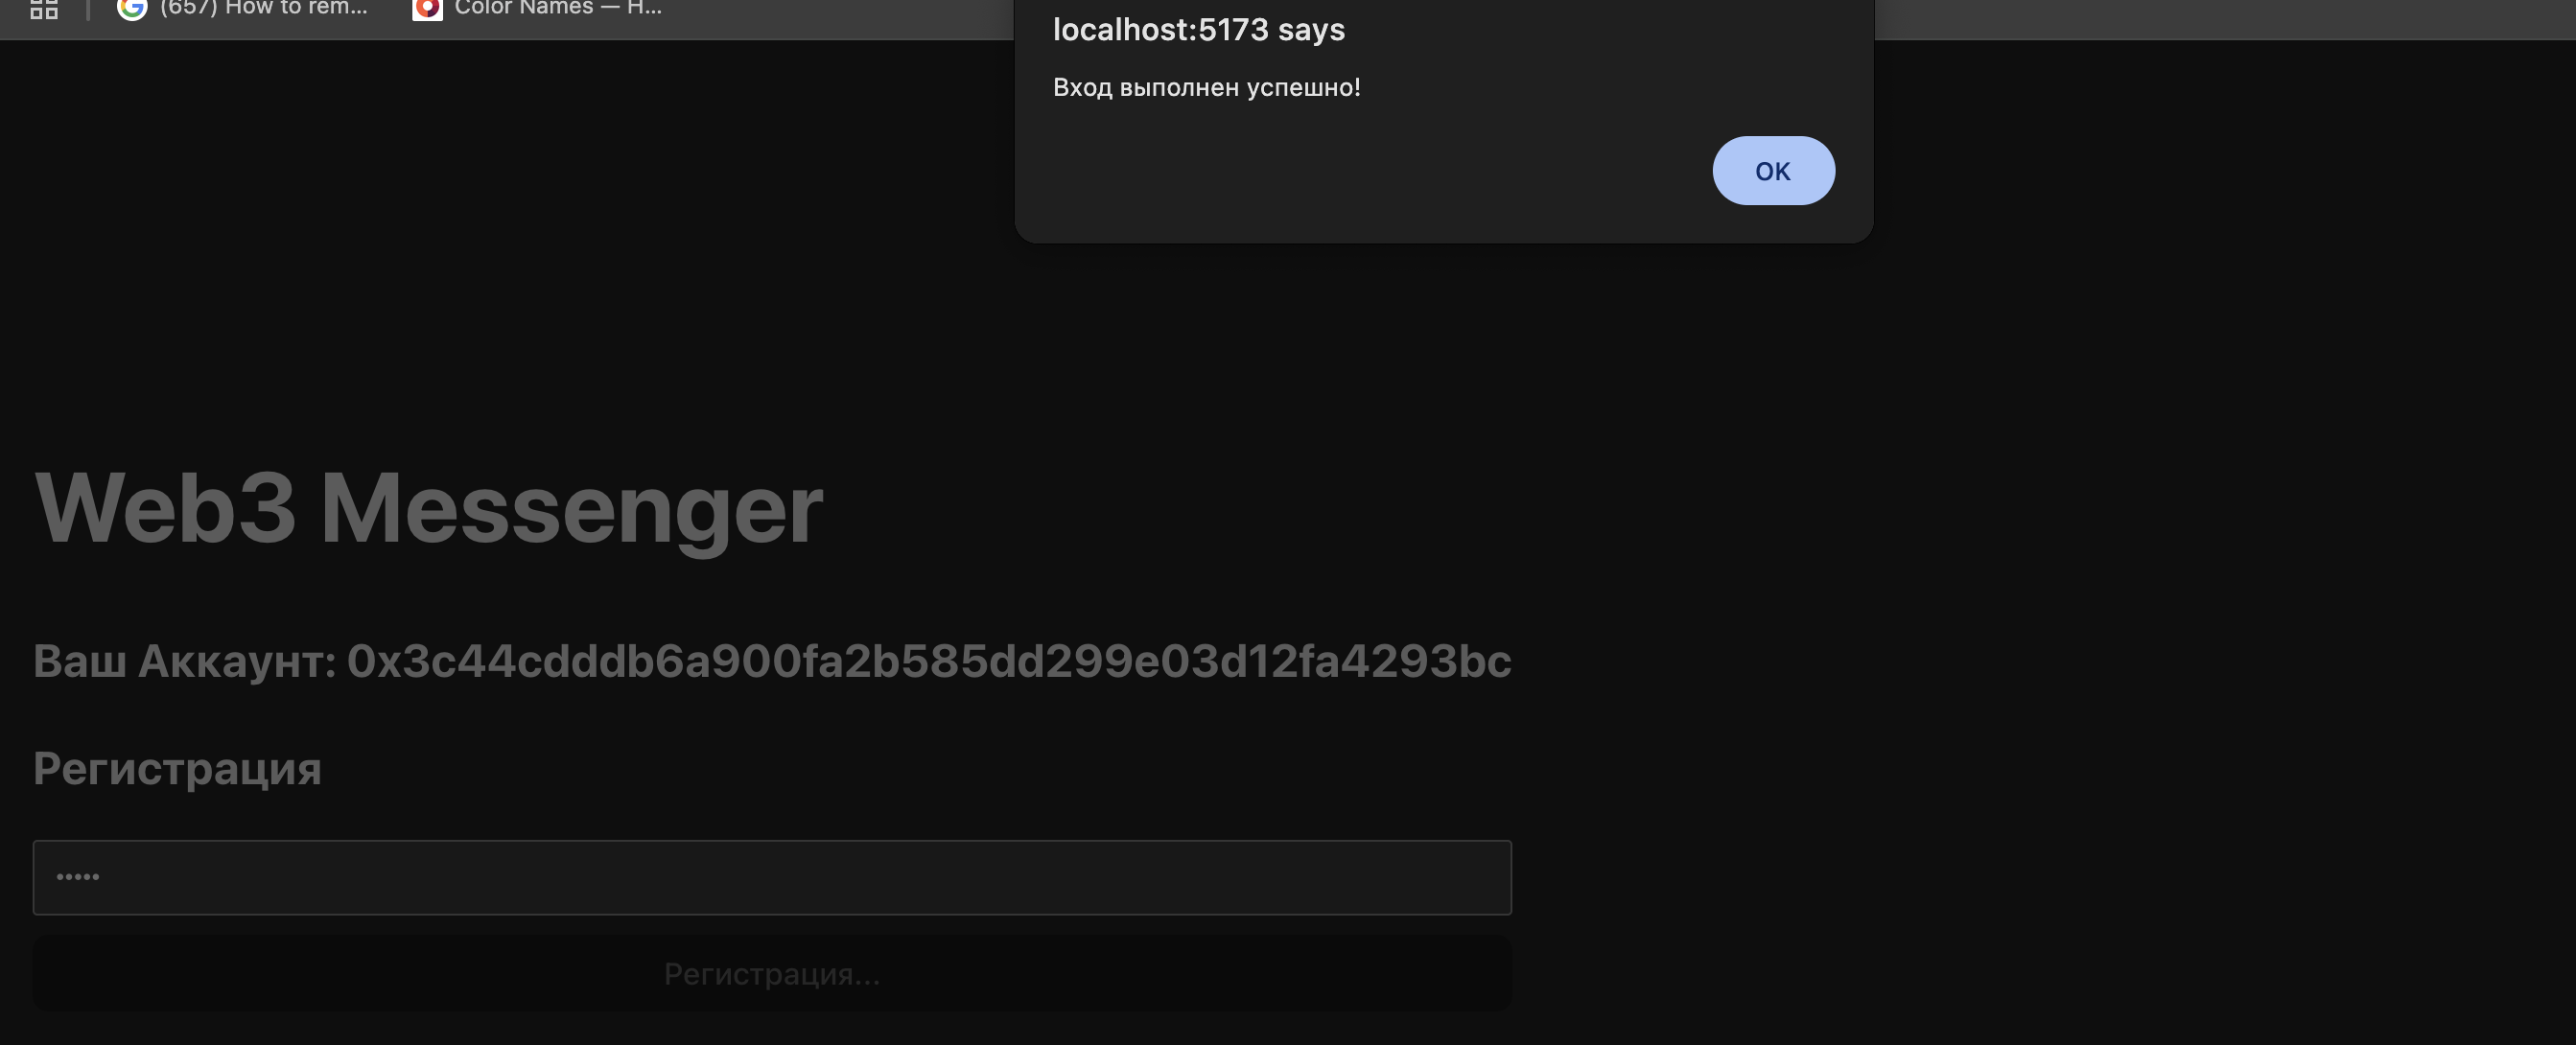 (657) How to rem...
Color Names — H...
localhost:5173 says
Вход выполнен успешно!
OK
Web3 Messenger
Ваш Аккаунт: 0x3c44cdddb6a900fa2b585dd299e03d12fa4293bc
Регистрация
Регистрация...